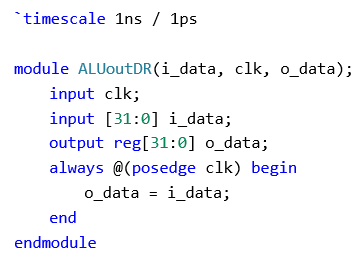 `timescale 1ns / 1ps

module ALUoutDR(i_data, clk, o_data);
    input clk;
    input [31:0] i_data;
    output reg[31:0] o_data;
    always @(posedge clk) begin
        o_data = i_data;
    end
endmodule